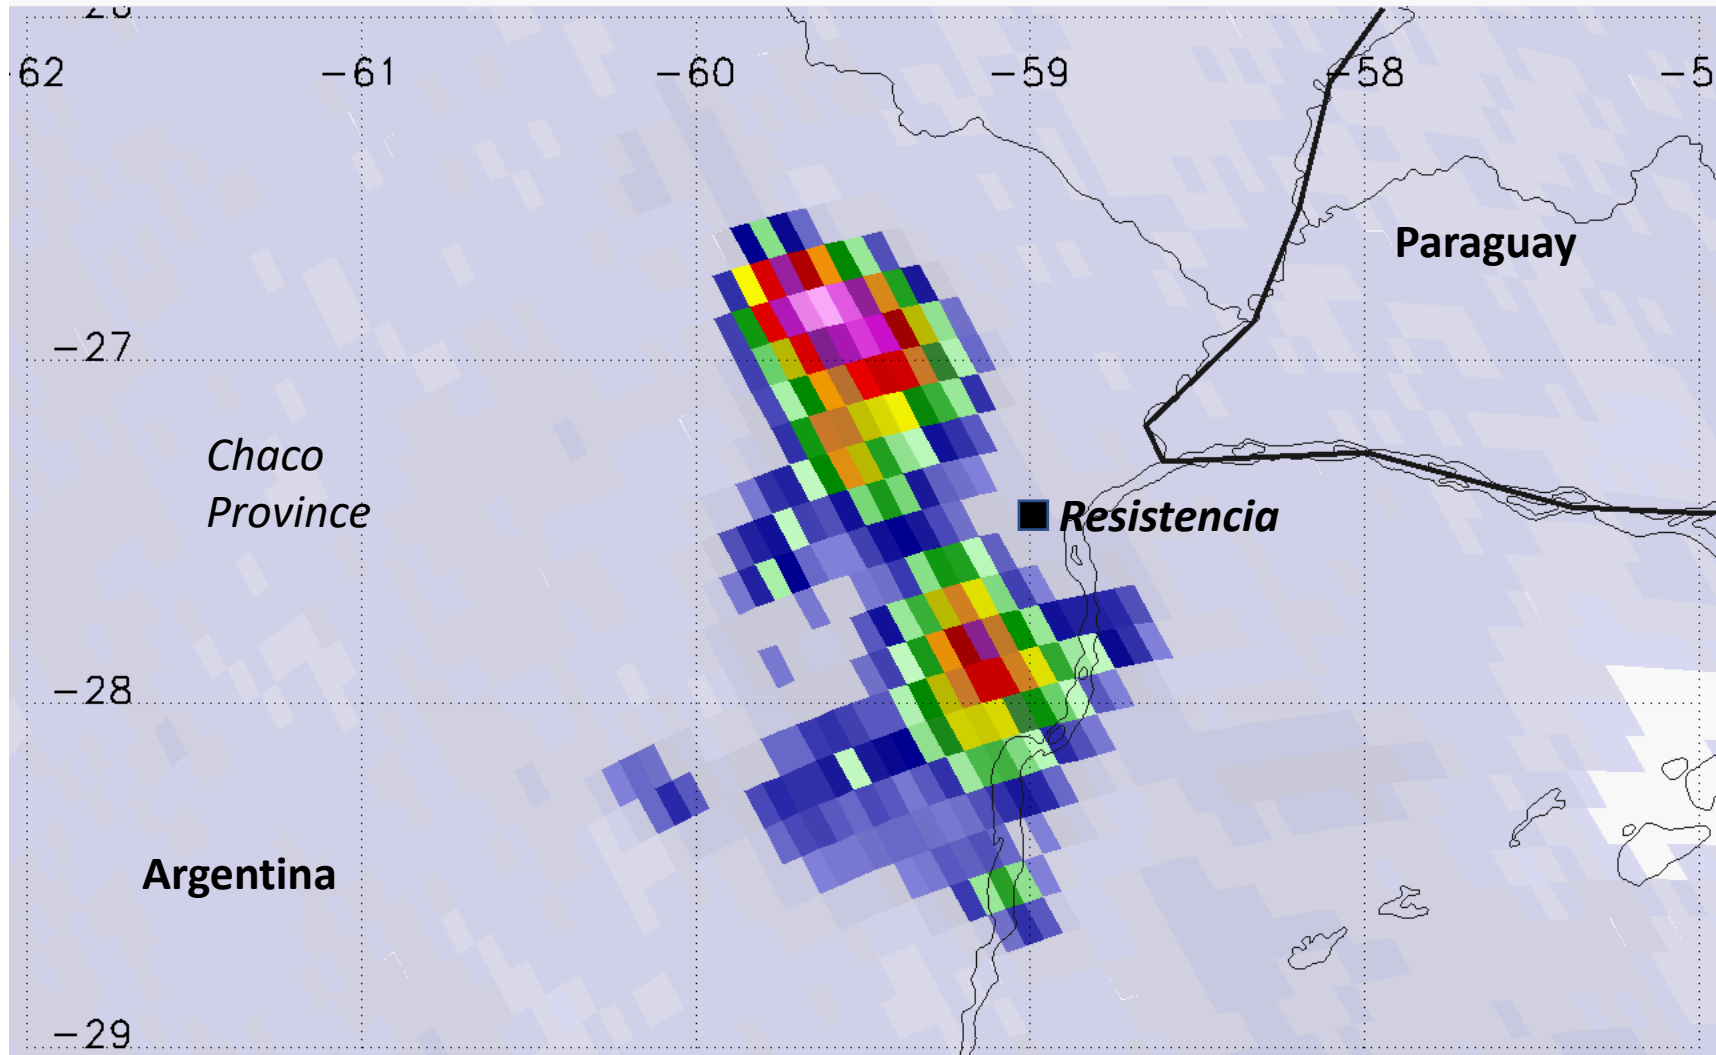 -62 -61 -60 -59 -58
Paraguay
-27
Chaco
Province
Resistencia
-28
Argentina
-29